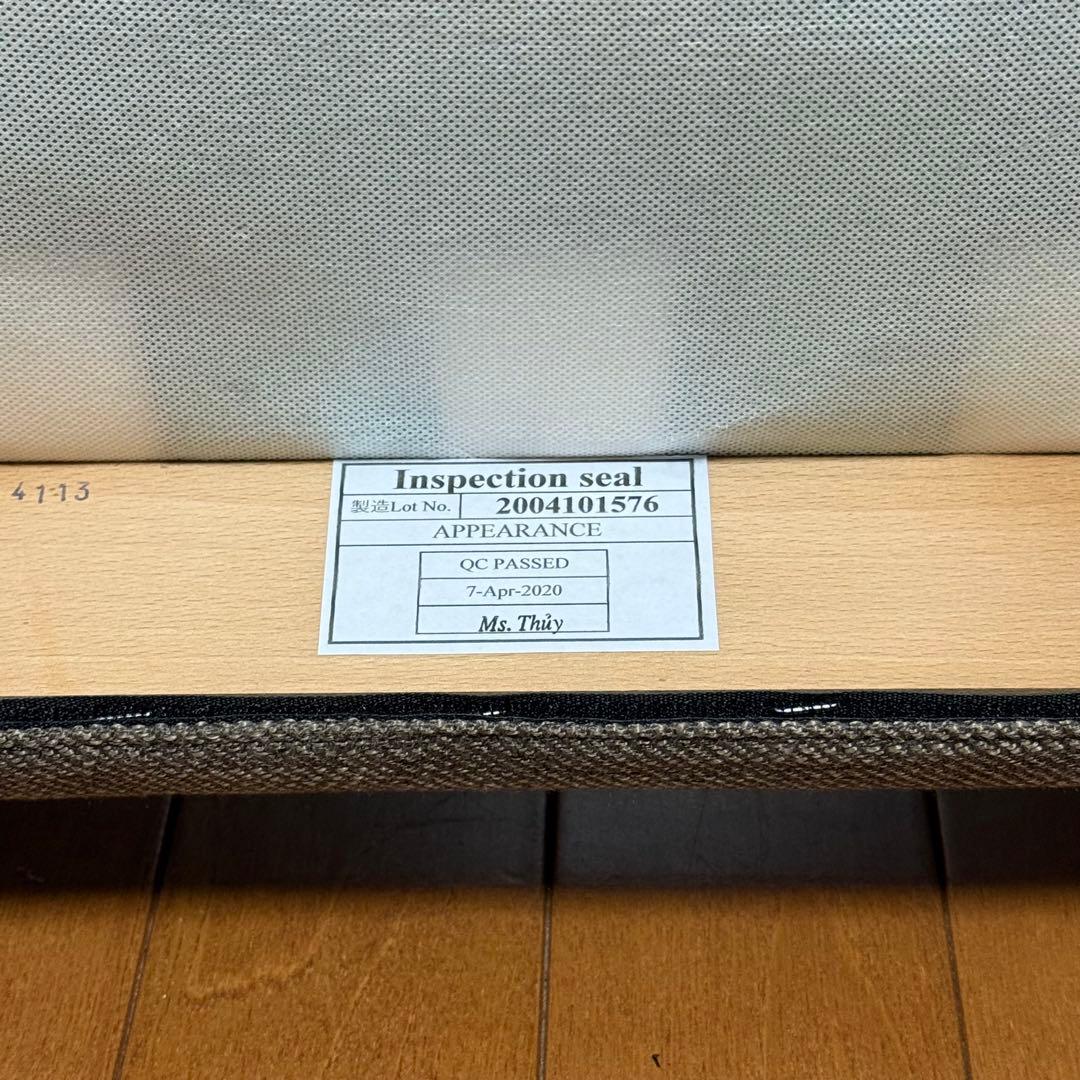 Inspection seal
4113
製造Lot No. 2004101576
APPEARANCE
QC PASSED
7-Apr-2020
Ms. Thủy